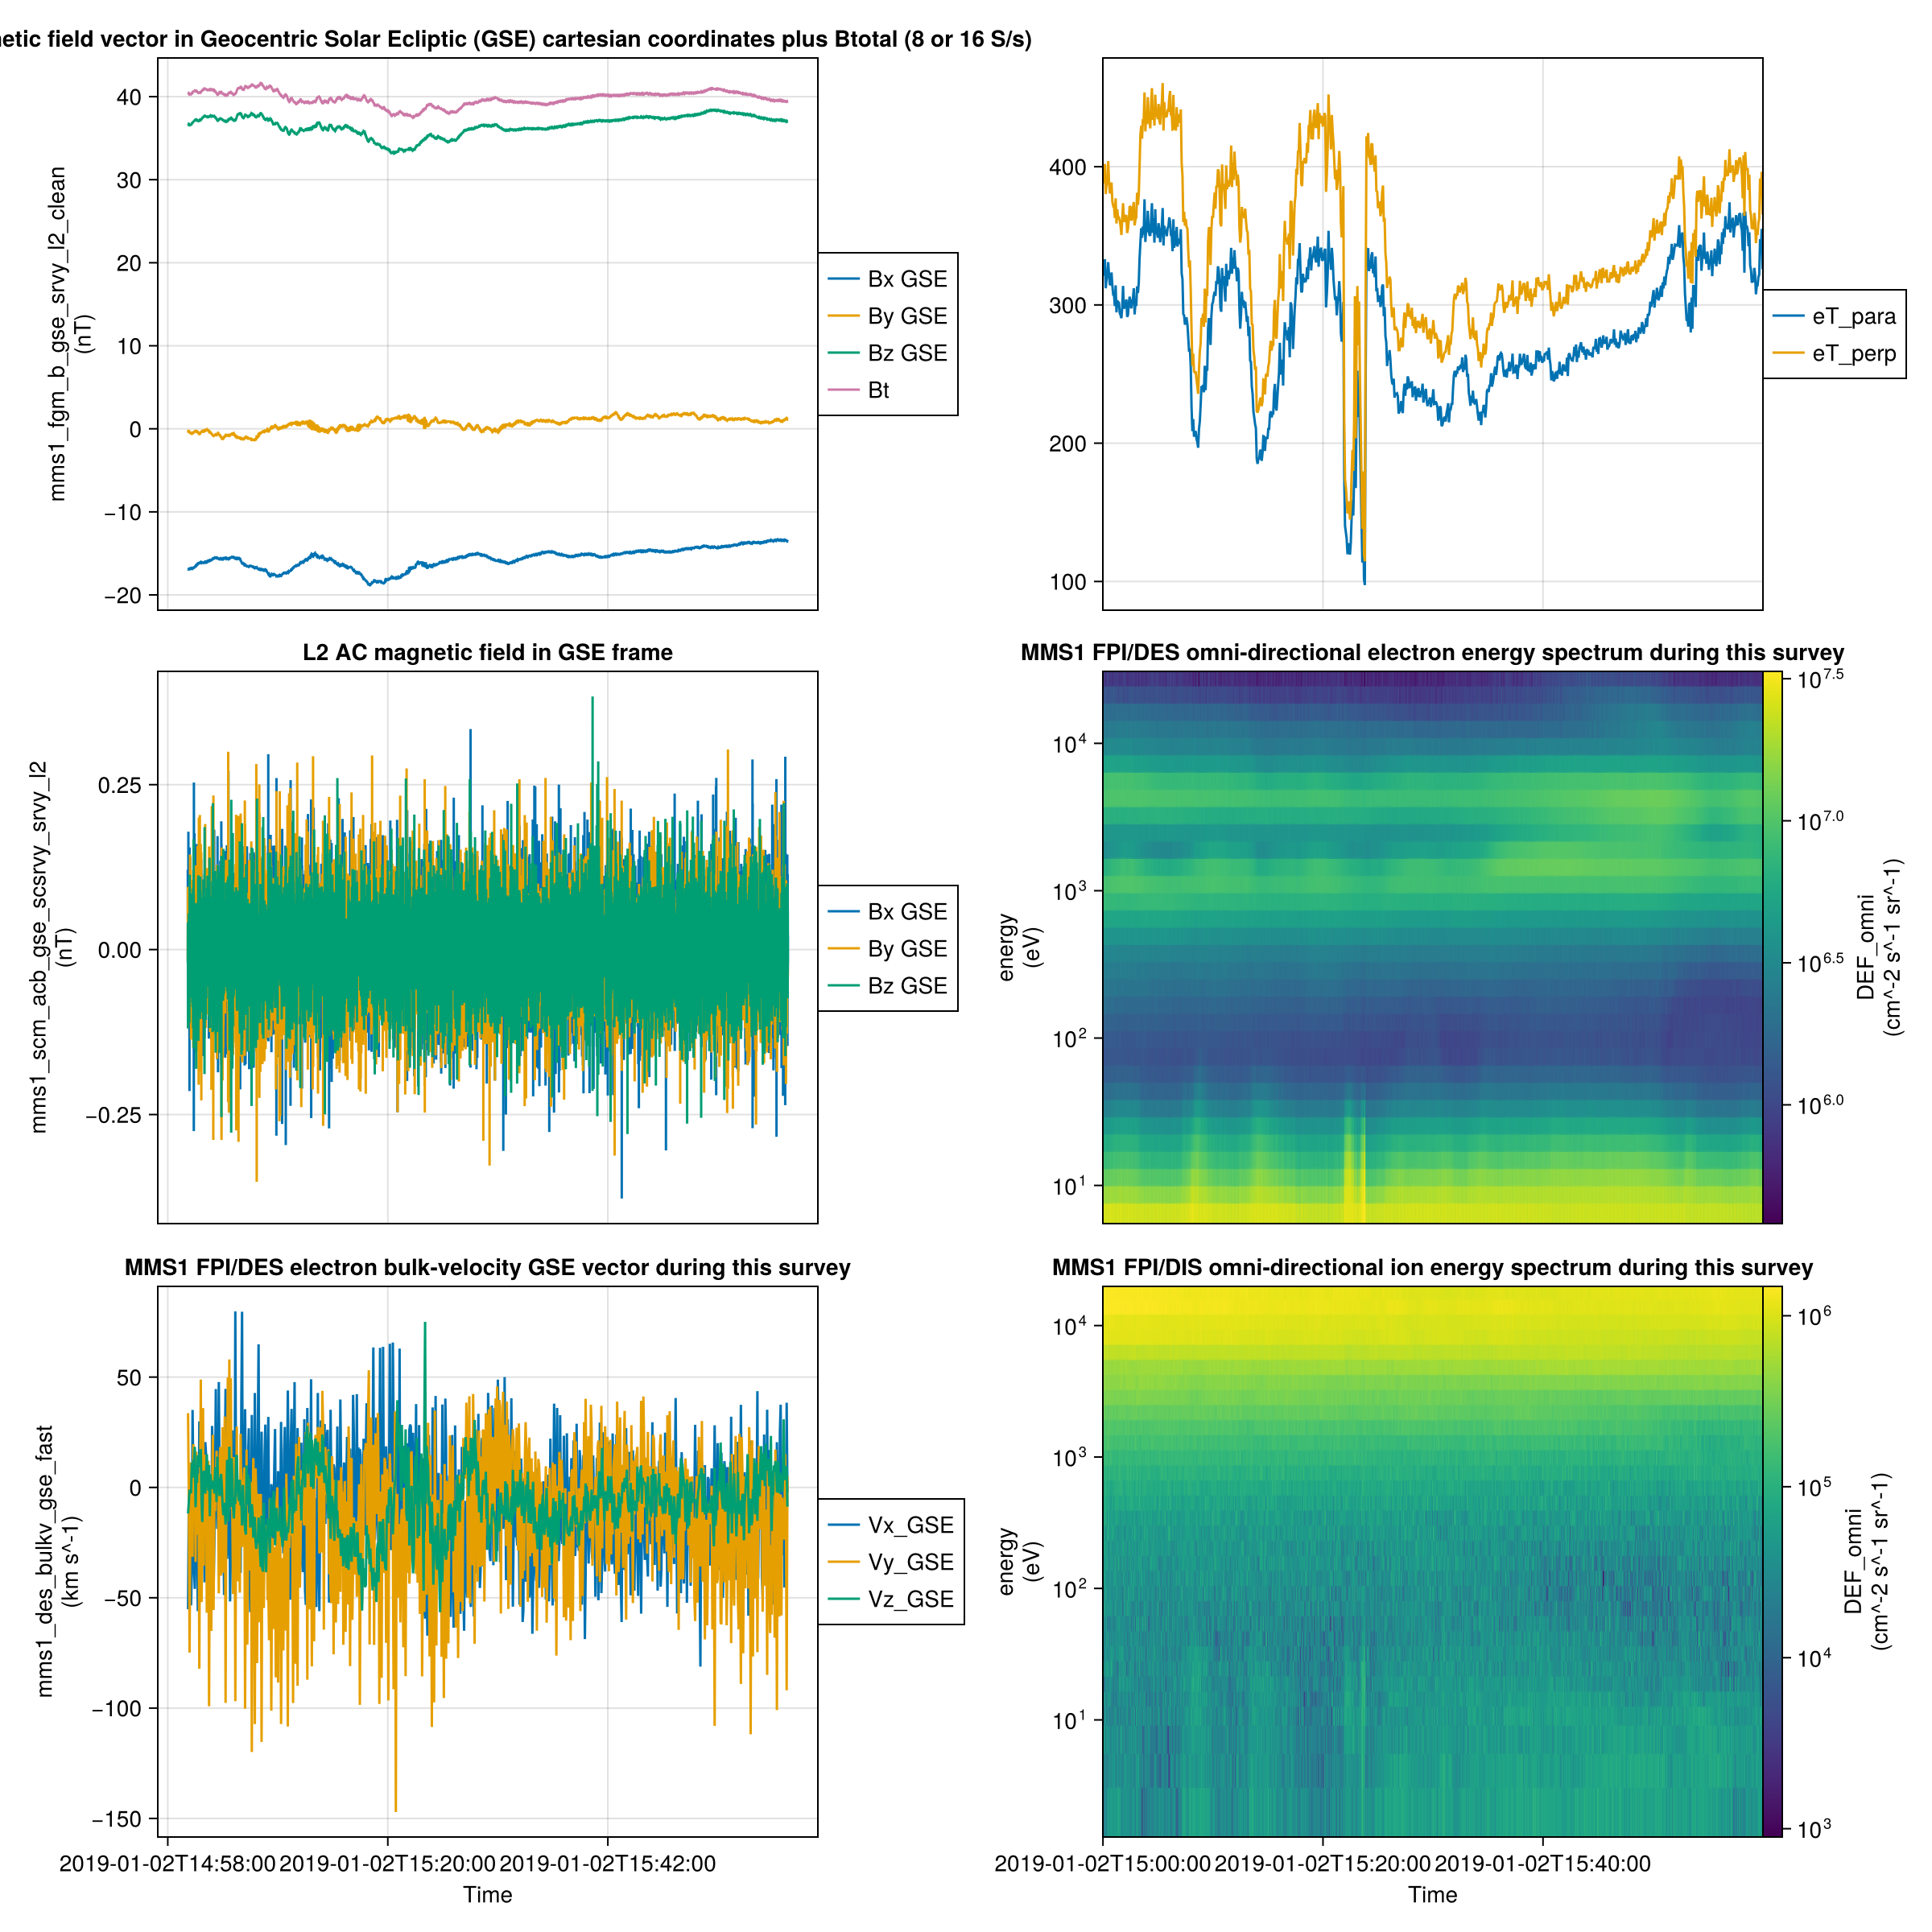 field vector in Geocentric Solar Ecliptic (GSE) cartesian coordinates plus Btotal (8 or 16 S/s)
mms1_fgm_b_gse_srvy_l2_clean
(nT)
40
30
20
10
0
−10
−20
Bx GSE
By GSE
Bz GSE
Bt
400
300
200
100
eT_para
eT_perp
L2 AC magnetic field in GSE frame
mms1_scm_acb_gse_scsrvy_srvy_l2
(nT)
0.25
0.00
−0.25
Bx GSE
By GSE
Bz GSE
MMS1 FPI/DES omni-directional electron energy spectrum during this survey
energy
(eV)
10^4
10^3
10^2
10^1
10^7.5
10^7.0
10^6.5
10^6.0
DEF_omni
(cm^-2 s^-1 sr^-1)
MMS1 FPI/DES electron bulk-velocity GSE vector during this survey
mms1_des_bulkv_gse_fast
(km s^-1)
50
0
−50
−100
−150
Vx_GSE
Vy_GSE
Vz_GSE
2019-01-02T14:58:00
2019-01-02T15:20:00
2019-01-02T15:42:00
Time
MMS1 FPI/DIS omni-directional ion energy spectrum during this survey
energy
(eV)
10^4
10^3
10^2
10^1
10^6
10^5
10^4
10^3
DEF_omni
(cm^-2 s^-1 sr^-1)
2019-01-02T15:00:00
2019-01-02T15:20:00
2019-01-02T15:40:00
Time